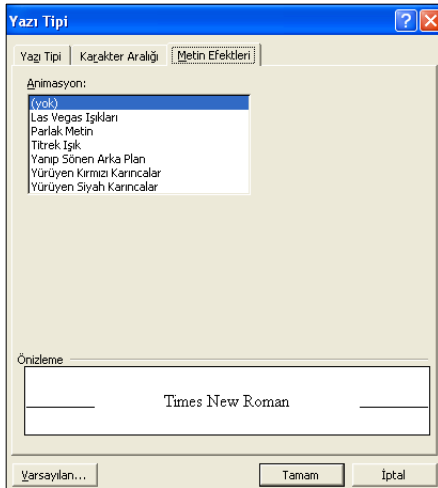 Yazı Tipi
Yazı Tipi Karakter Aralığı Metin Efektleri
Animasyon:
(yok)
Las Vegas Işıkları
Parlak Metin
Titrek Işık
Yanıp Sönen Arka Plan
Yürüyen Kırmızı Karıncalar
Yürüyen Siyah Karıncalar
Önizleme
Times New Roman
Varsayılan... Tamam İptal